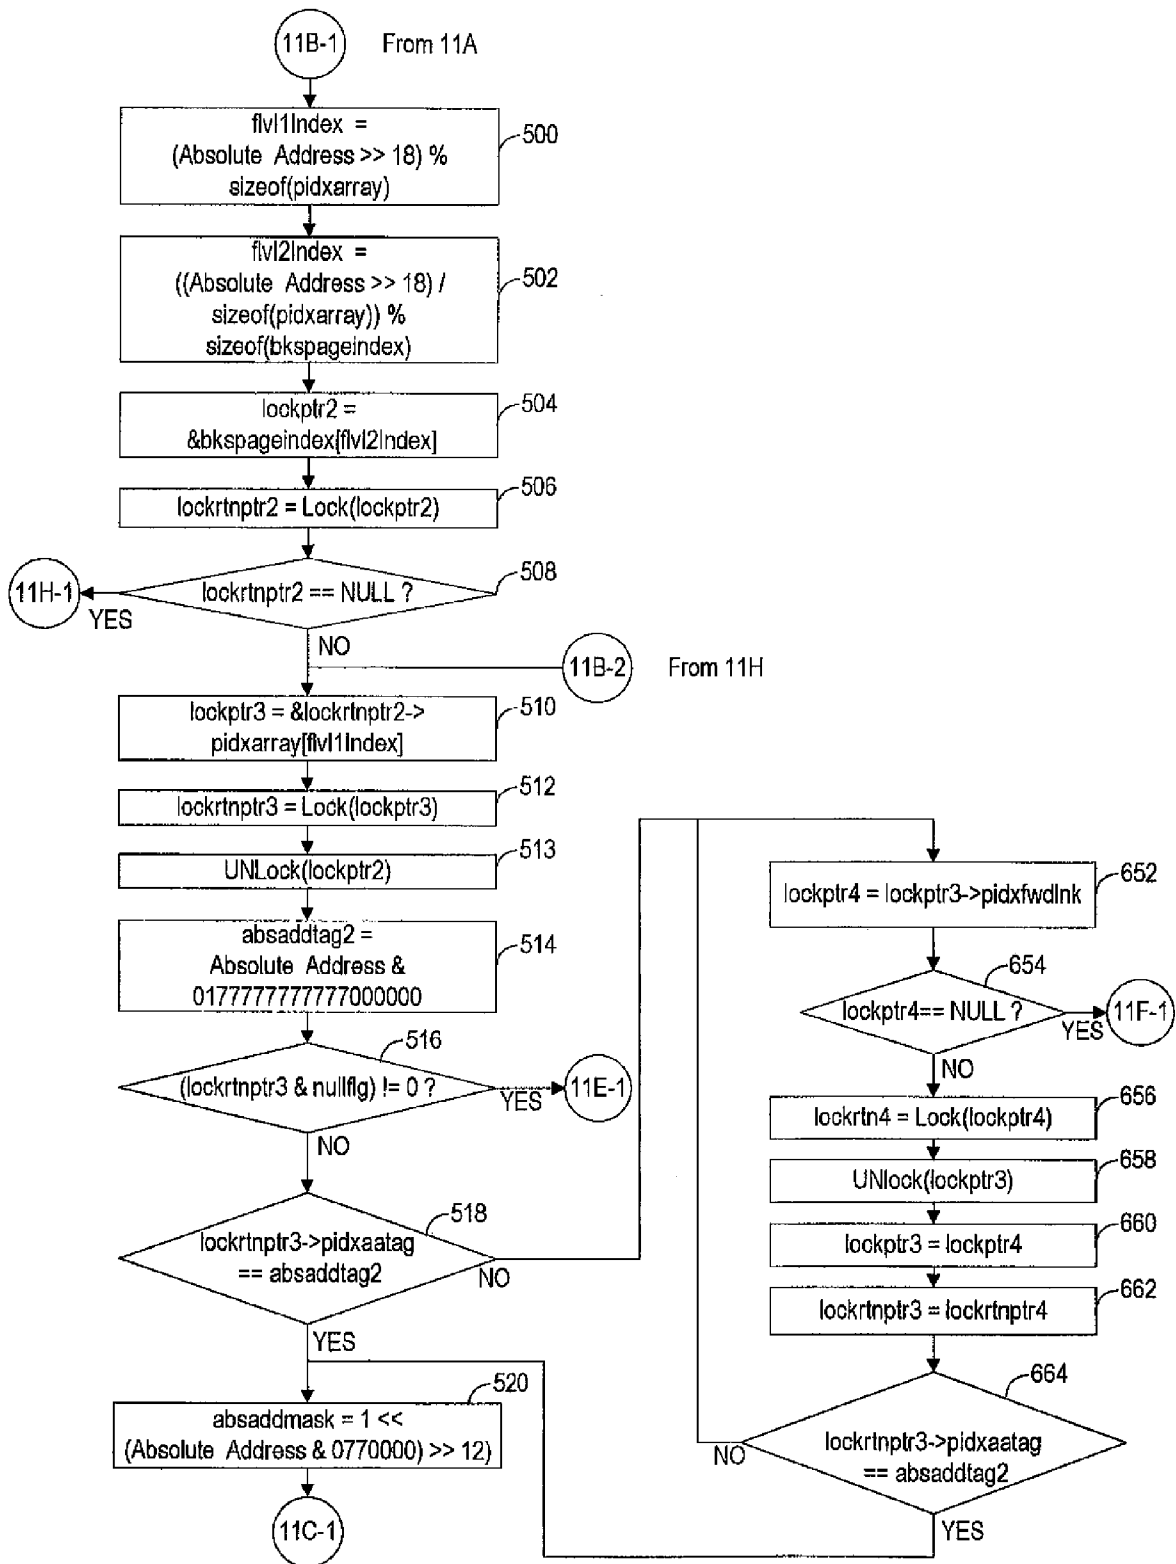 11B-1 From 11A
flvl1Index =
(Absolute Address >> 18) %
sizeof(pidxarray)
500
flvl2Index =
((Absolute Address >> 18) /
sizeof(pidxarray)) %
sizeof(bkspageindex)
502
lockptr2 =
&bkspageindex[flvl2Index]
504
lockrtnptr2 = Lock(lockptr2)
506
lockrtnptr2 == NULL ?
508
11H-1
YES
NO
11B-2 From 11H
lockptr3 = &lockrtnptr2->
pidxarray[flvl1Index]
510
lockrtnptr3 = Lock(lockptr3)
512
UNLock(lockptr2)
513
absaddtag2 =
Absolute Address &
0177777777777000000
514
(lockrtnptr3 & nullflg) != 0 ?
516
YES
11E-1
NO
lockrtnptr3->pidxaatag
== absaddtag2
518
NO
YES
absaddmask = 1 <<
(Absolute Address & 0770000) >> 12)
520
11C-1
lockptr4 = lockptr3->pidxfwdlnk
652
lockptr4== NULL ?
654
YES
11F-1
NO
lockrtn4 = Lock(lockptr4)
656
UNlock(lockptr3)
658
lockptr3 = lockptr4
660
lockrtnptr3 = lockrtnptr4
662
lockrtnptr3->pidxaatag
== absaddtag2
664
NO
YES